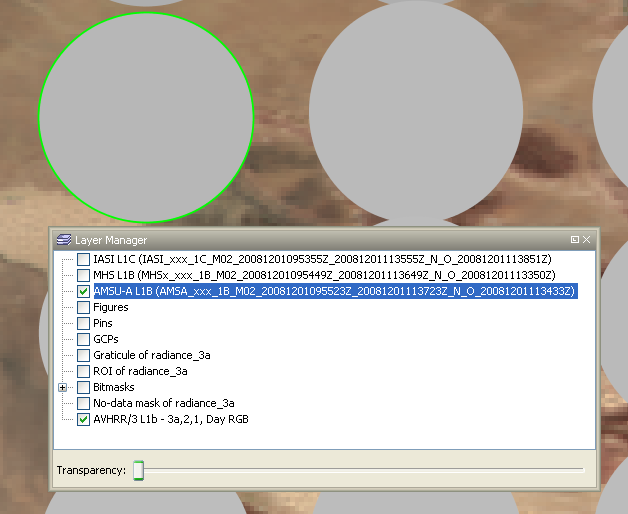 Layer Manager
IASI L1C (IASI_xxx_1C_M02_20081201095355Z_20081201113555Z_N_O_20081201113851Z)
MHS L1B (MHSx_xxx_1B_M02_20081201095449Z_20081201113649Z_N_O_20081201113350Z)
AMSU-A L1B (AMSA_xxx_1B_M02_20081201095523Z_20081201113723Z_N_O_20081201113433Z)
Figures
Pins
GCPs
Graticule of radiance_3a
ROI of radiance_3a
Bitmasks
No-data mask of radiance_3a
AVHRR/3 L1b - 3a,2,1, Day RGB
Transparency: